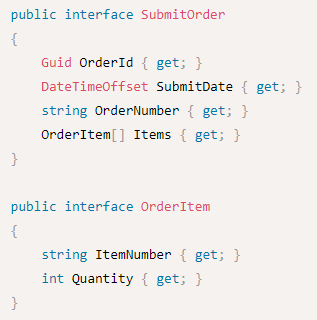 public interface SubmitOrder
{
    Guid OrderId { get; }
    DateTimeOffset SubmitDate { get; }
    string OrderNumber { get; }
    OrderItem[] Items { get; }
}

public interface OrderItem
{
    string ItemNumber { get; }
    int Quantity { get; }
}